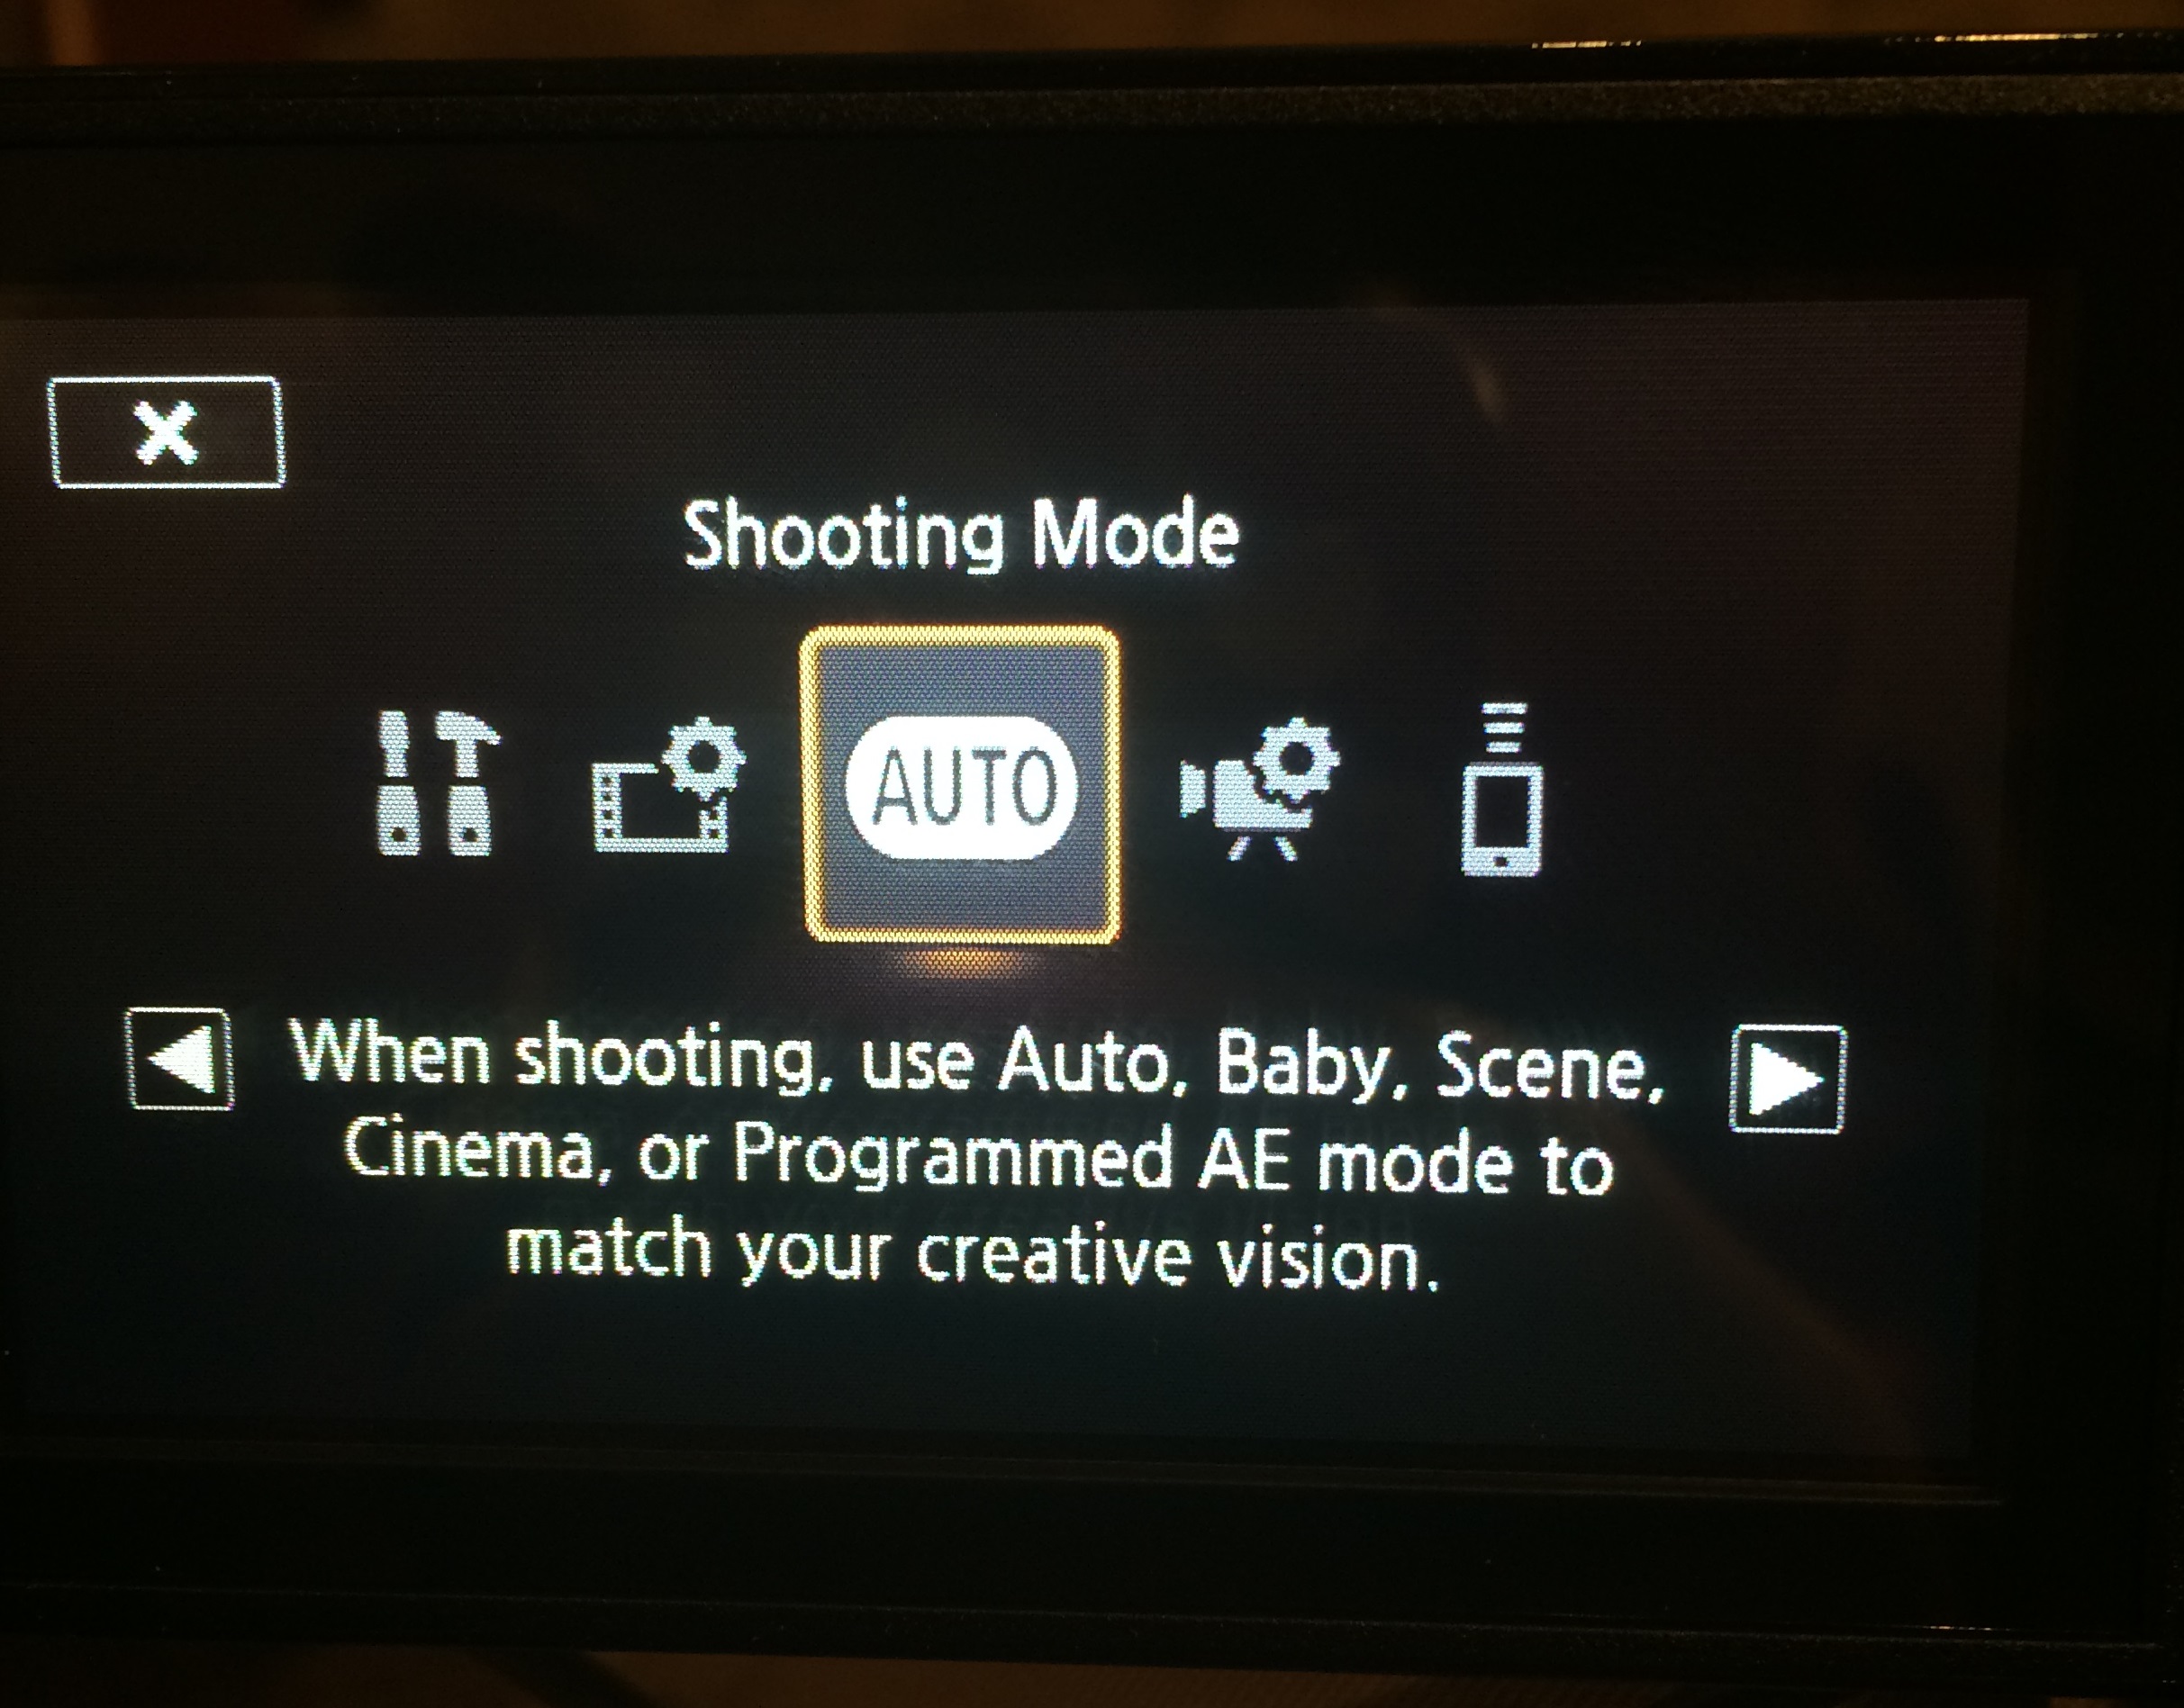 Shooting Mode
AUTO
When shooting, use Auto, Baby, Scene,
Cinema, or Programmed AE mode to
match your creative vision.